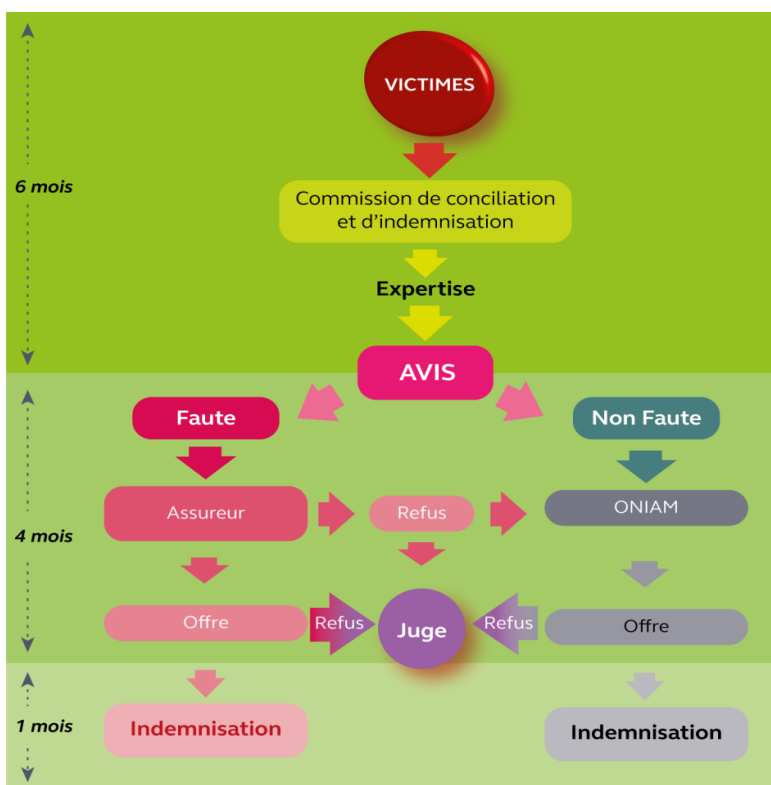 VICTIMES
6 mois
Commission de conciliation
et d'indemnisation
Expertise
AVIS
Faute
Non Faute
Assureur
Refus
ONIAM
4 mois
Offre
Refus
Juge
Refus
Offre
1 mois
Indemnisation
Indemnisation